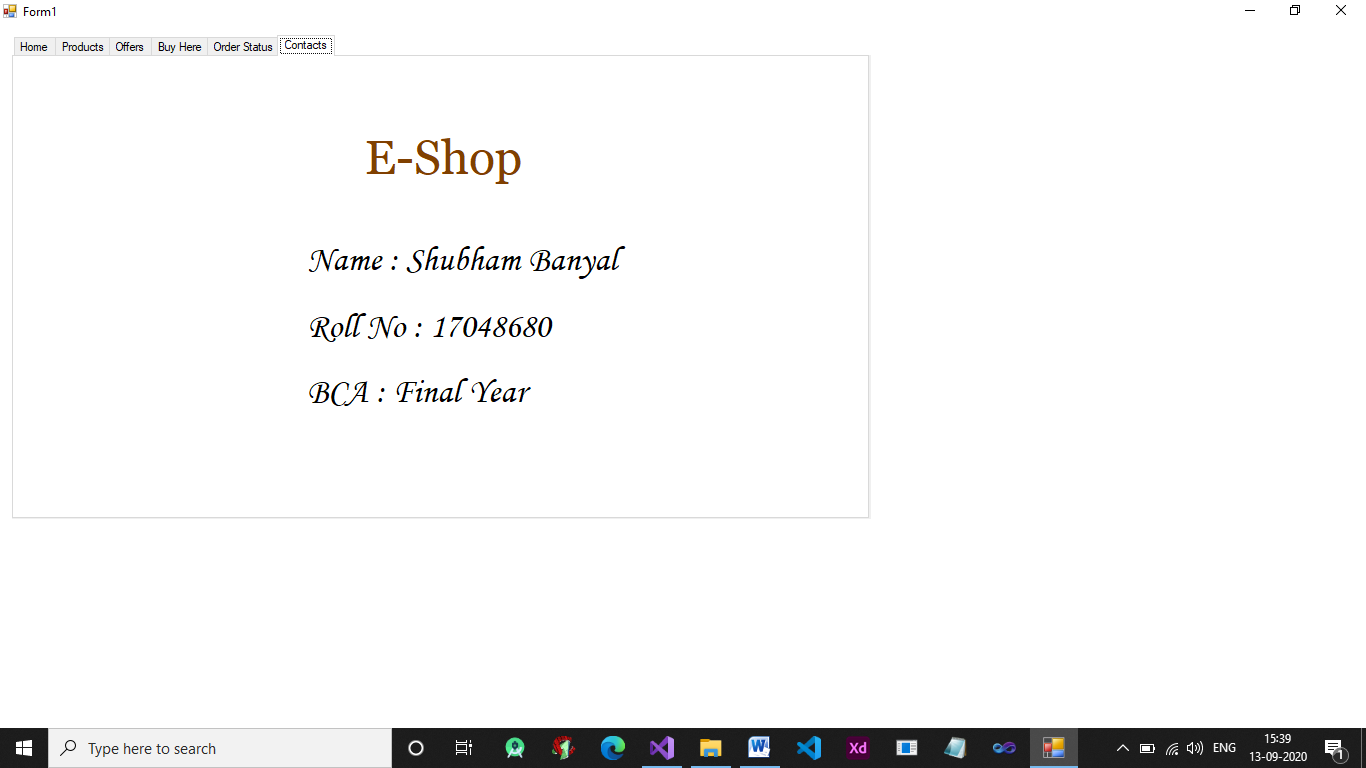 Form1
Home Products Offers Buy Here Order Status Contacts
E-Shop
Name : Shubham Banyal
Roll No : 17048680
BCA : Final Year
Type here to search
W
Xd
ENG
15:39
13-09-2020
1